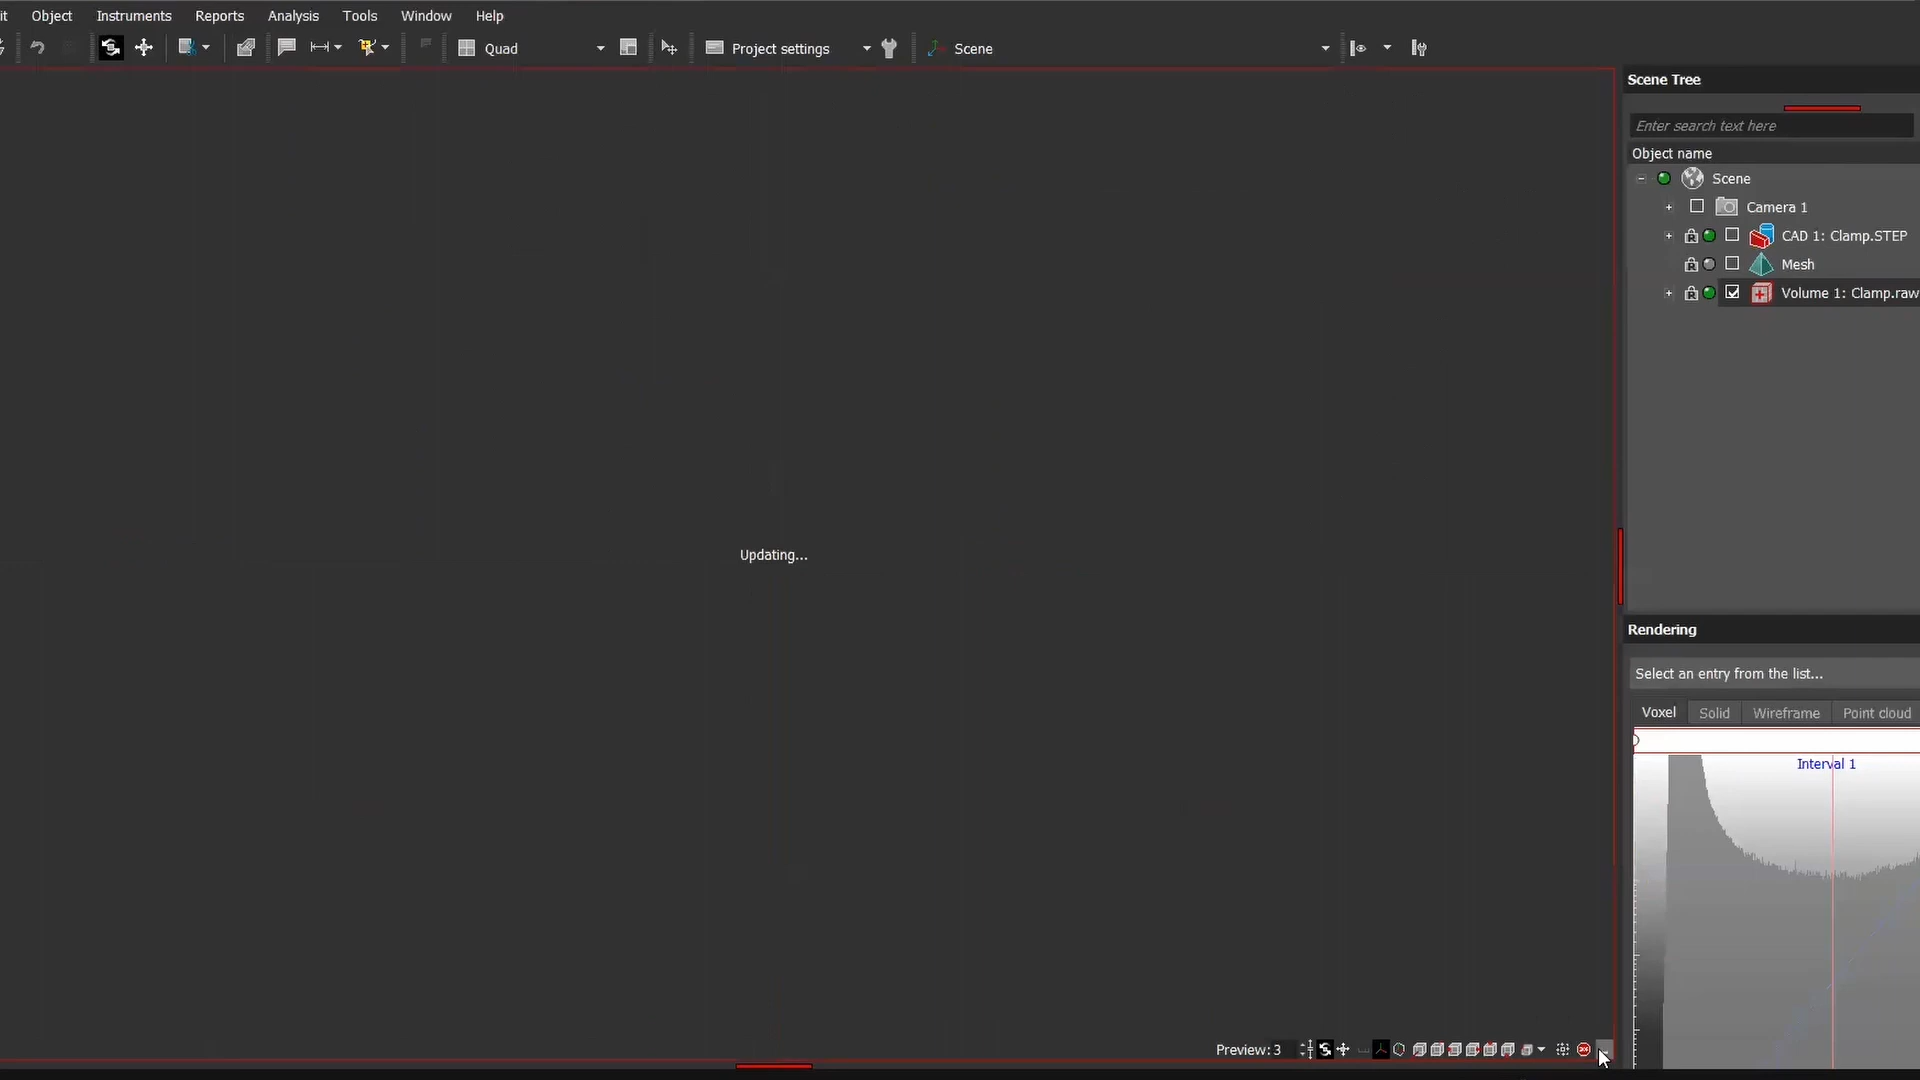 it Object Instruments Reports Analysis Tools Window Help
Quad Project settings Scene
Scene Tree
Enter search text here
Object name
Scene
Camera 1
CAD 1: Clamp.STEP
Mesh
Volume 1: Clamp.raw
Updating...
Rendering
Select an entry from the list...
Voxel Solid Wireframe Point cloud
Interval 1
Preview: 3